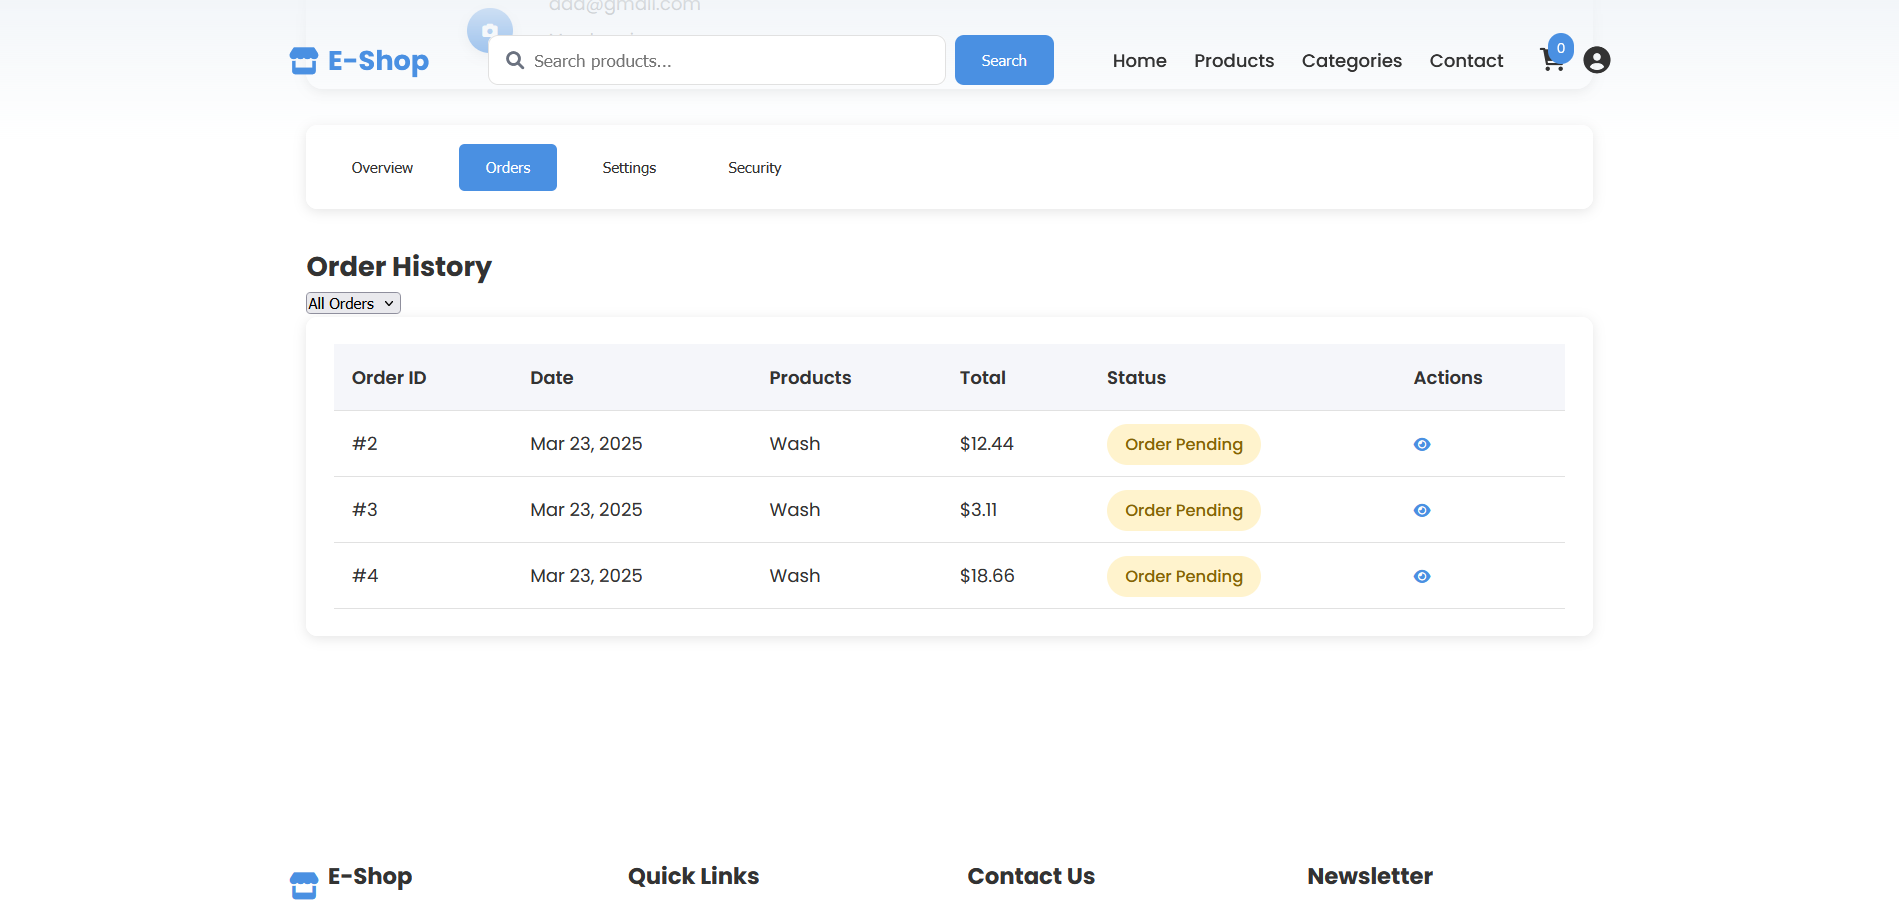 aaa@gmail.com
E-Shop
Search products...
Search
Home
Products
Categories
Contact
0
Overview
Orders
Settings
Security
Order History
All Orders
Order ID Date Products Total Status Actions
#2 Mar 23, 2025 Wash $12.44 Order Pending
#3 Mar 23, 2025 Wash $3.11 Order Pending
#4 Mar 23, 2025 Wash $18.66 Order Pending
E-Shop
Quick Links
Contact Us
Newsletter